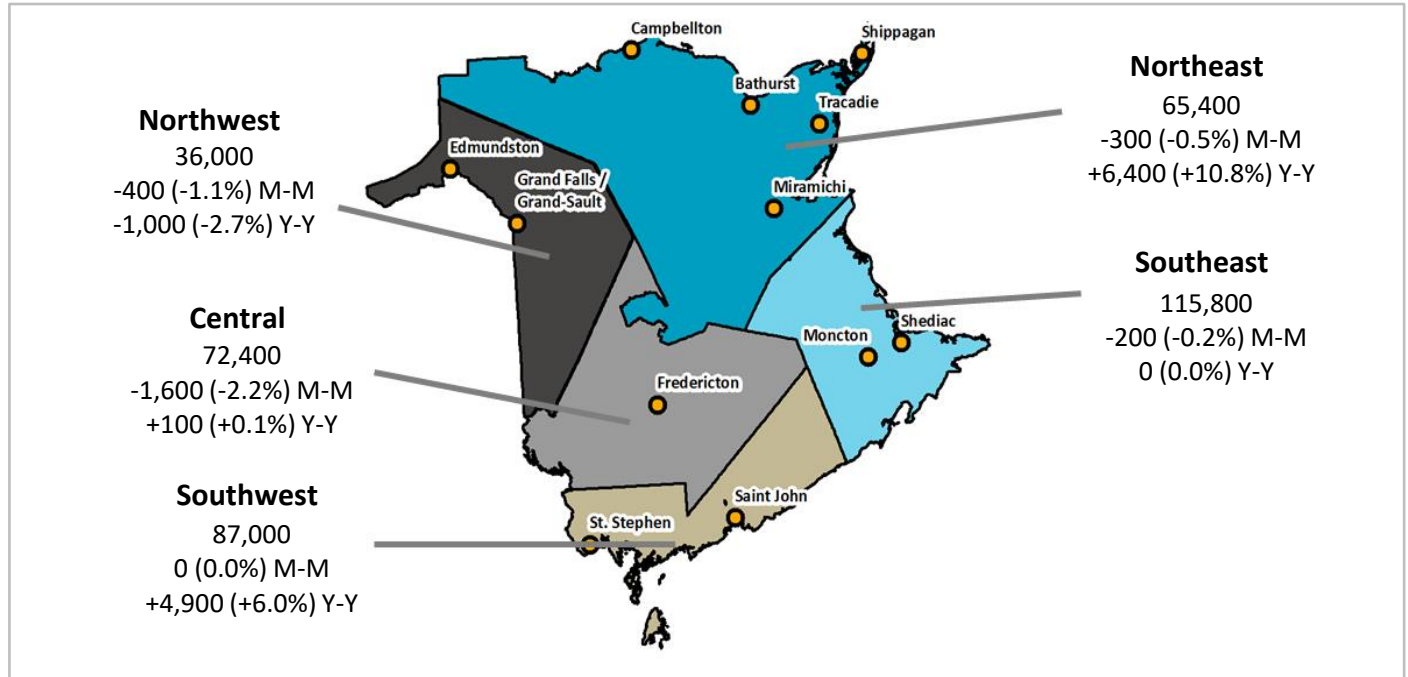 Campbellton
Shippagan
Bathurst
Tracadie
Edmundston
Grand Falls /
Grand-Sault
Miramichi
Moncton
Shediac
Fredericton
Saint John
St. Stephen
Northwest
36,000
-400 (-1.1%) M-M
-1,000 (-2.7%) Y-Y
Central
72,400
-1,600 (-2.2%) M-M
+100 (+0.1%) Y-Y
Southwest
87,000
0 (0.0%) M-M
+4,900 (+6.0%) Y-Y
Northeast
65,400
-300 (-0.5%) M-M
+6,400 (+10.8%) Y-Y
Southeast
115,800
-200 (-0.2%) M-M
0 (0.0%) Y-Y